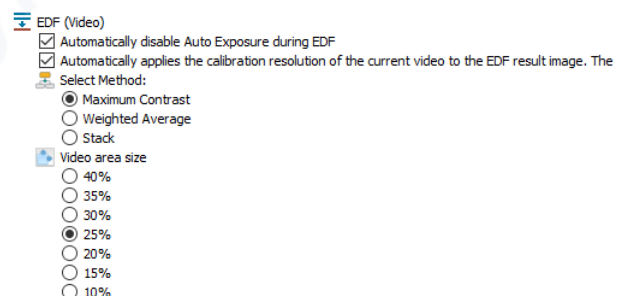 EDF (Video)
Automatically disable Auto Exposure during EDF
Automatically applies the calibration resolution of the current video to the EDF result image. The
Select Method:
Maximum Contrast
Weighted Average
Stack
Video area size
40%
35%
30%
25%
20%
15%
10%